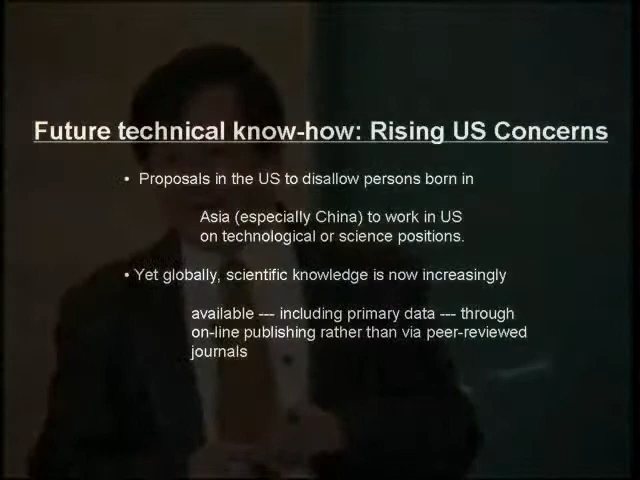 Future technical know-how: Rising US Concerns
• Proposals in the US to disallow persons born in
Asia (especially China) to work in US
on technological or science positions.
• Yet globally, scientific knowledge is now increasingly
available --- including primary data --- through
on-line publishing rather than via peer-reviewed
journals